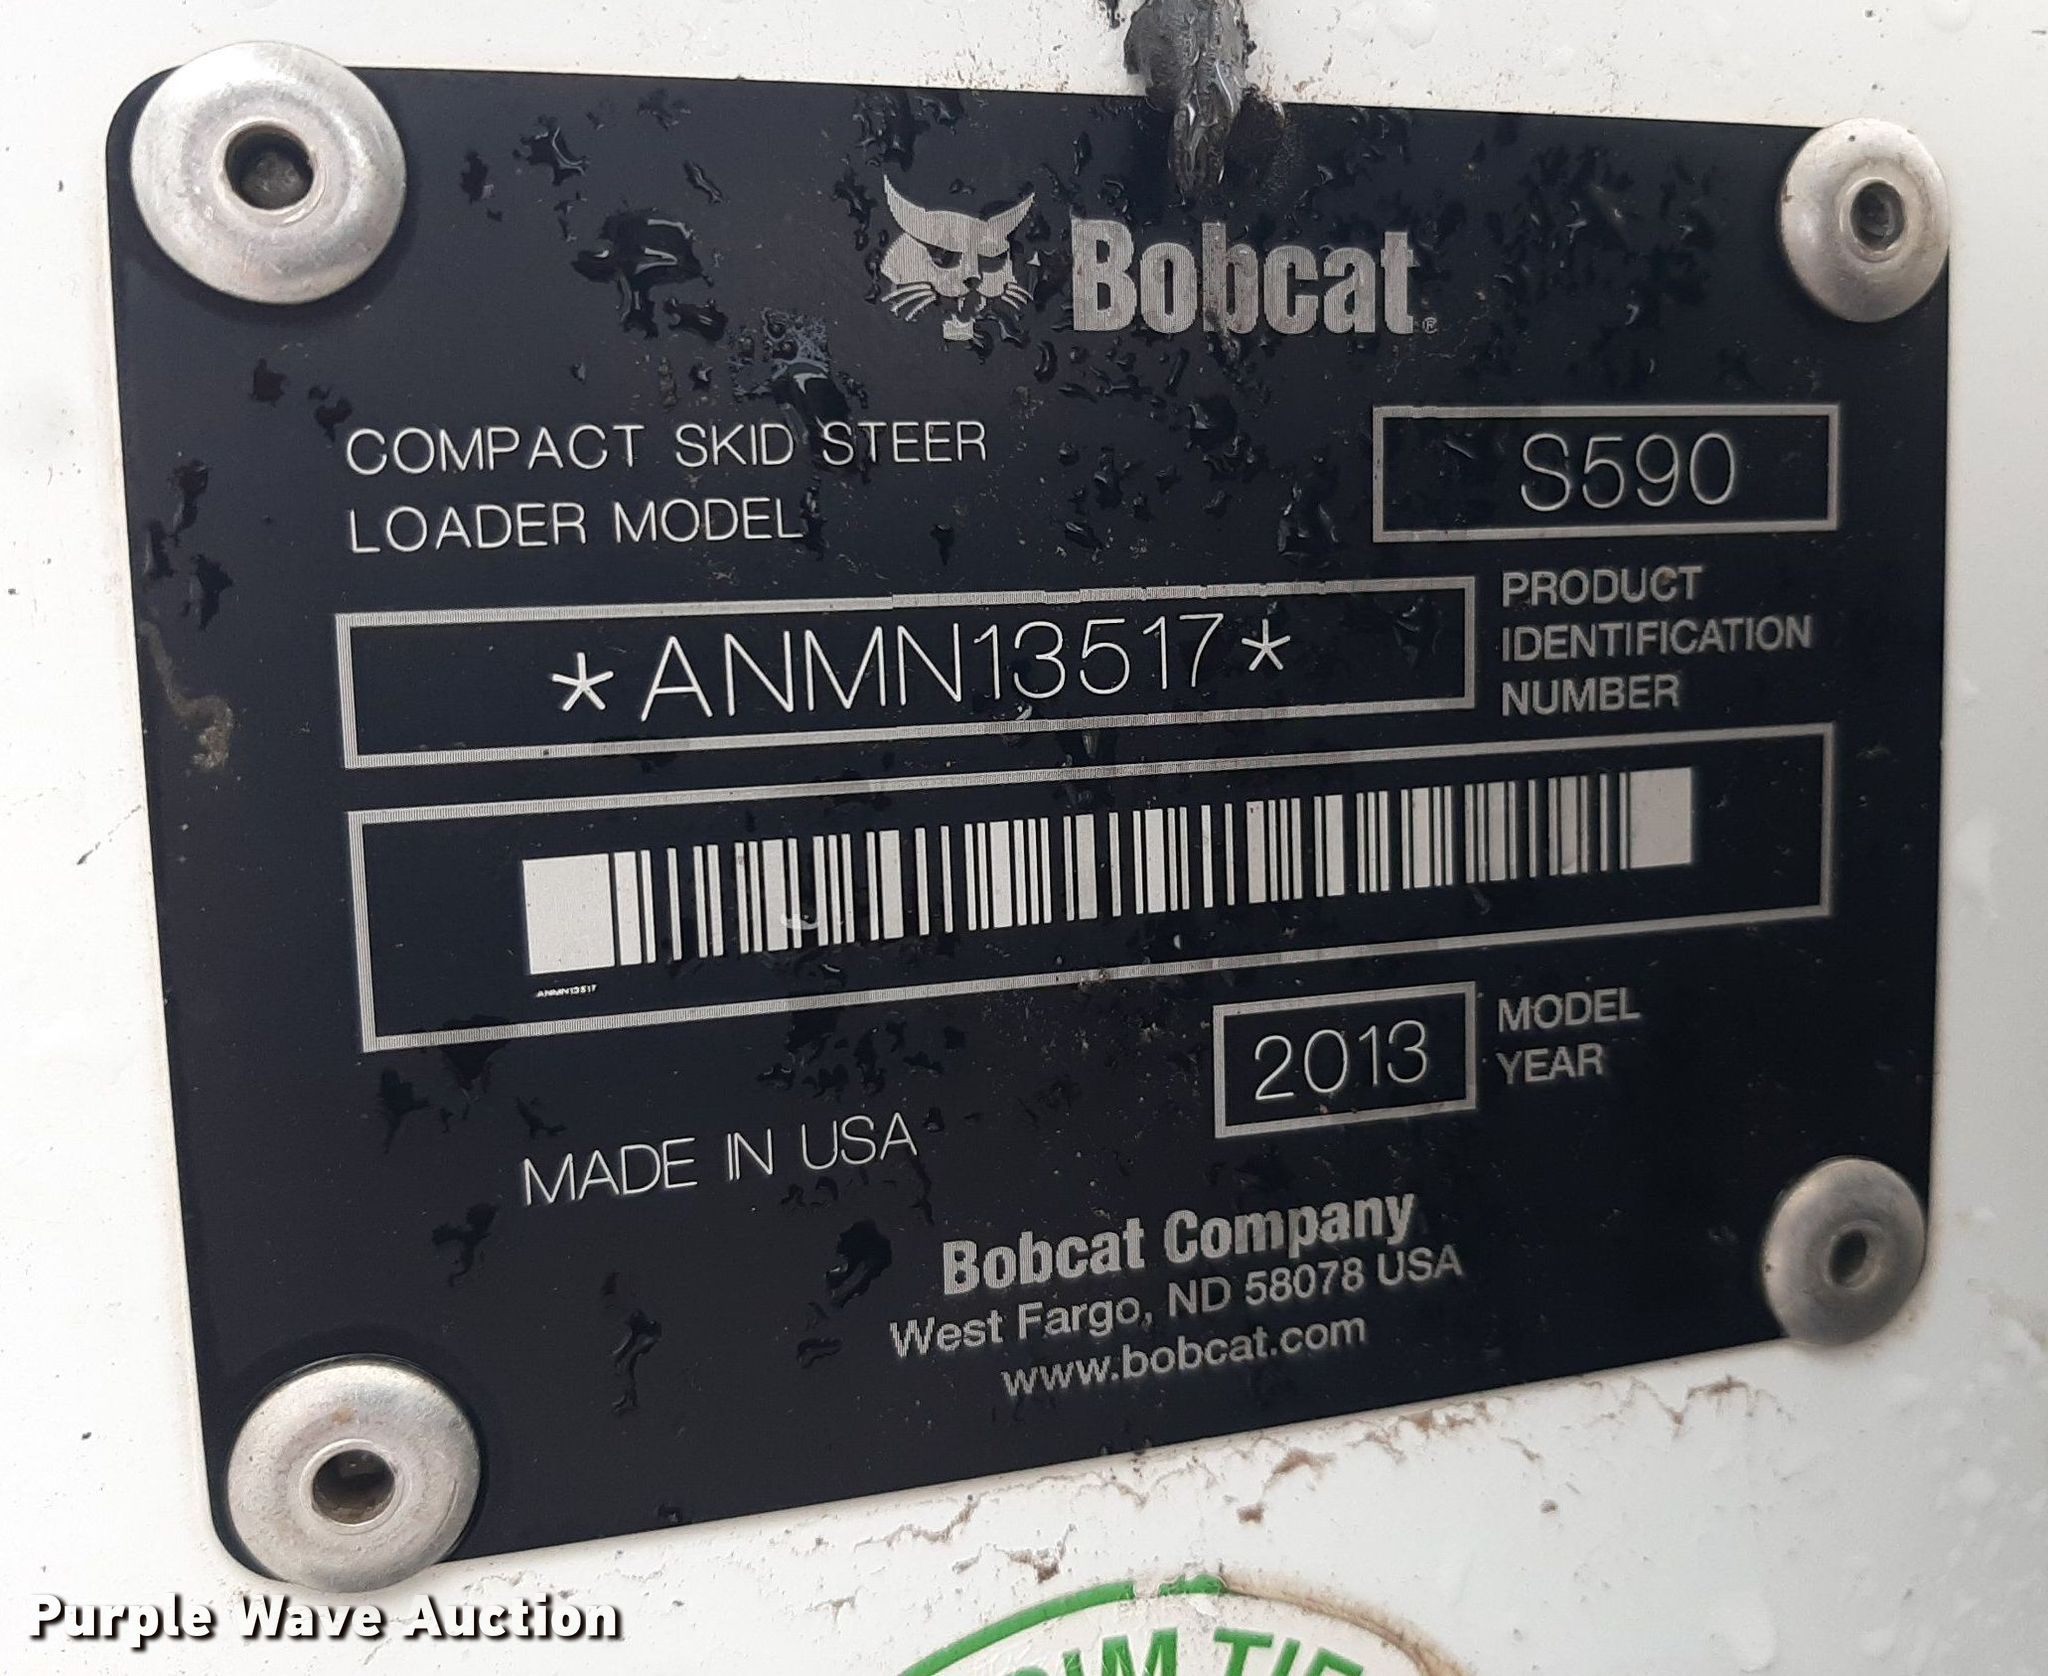 Bobcat®
COMPACT SKID STEER
LOADER MODEL
S590
*ANMN13517*
PRODUCT
IDENTIFICATION
NUMBER
ANMN13517
2013
MODEL
YEAR
MADE IN USA
Bobcat Company
West Fargo, ND 58078 USA
www.bobcat.com
Purple Wave Auction